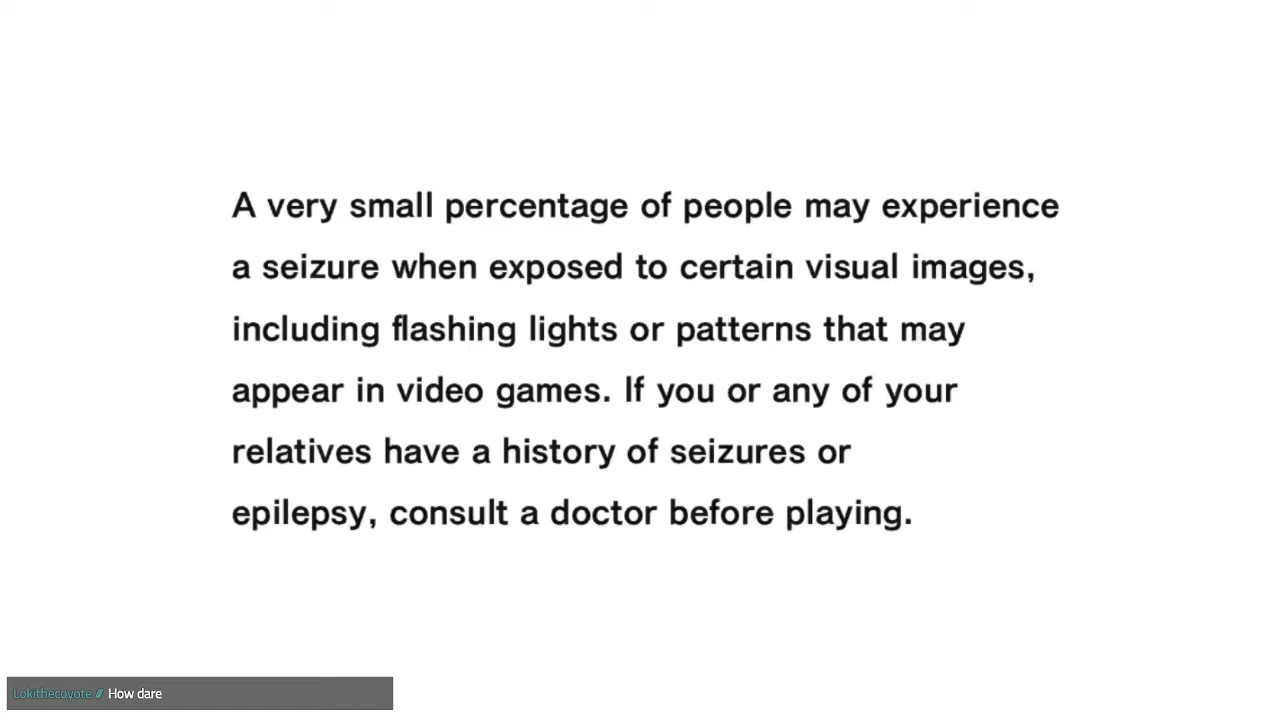 A very small percentage of people may experience
a seizure when exposed to certain visual images,
including flashing lights or patterns that may
appear in video games. If you or any of your
relatives have a history of seizures or
epilepsy, consult a doctor before playing.
Lokithecoyote // How dare